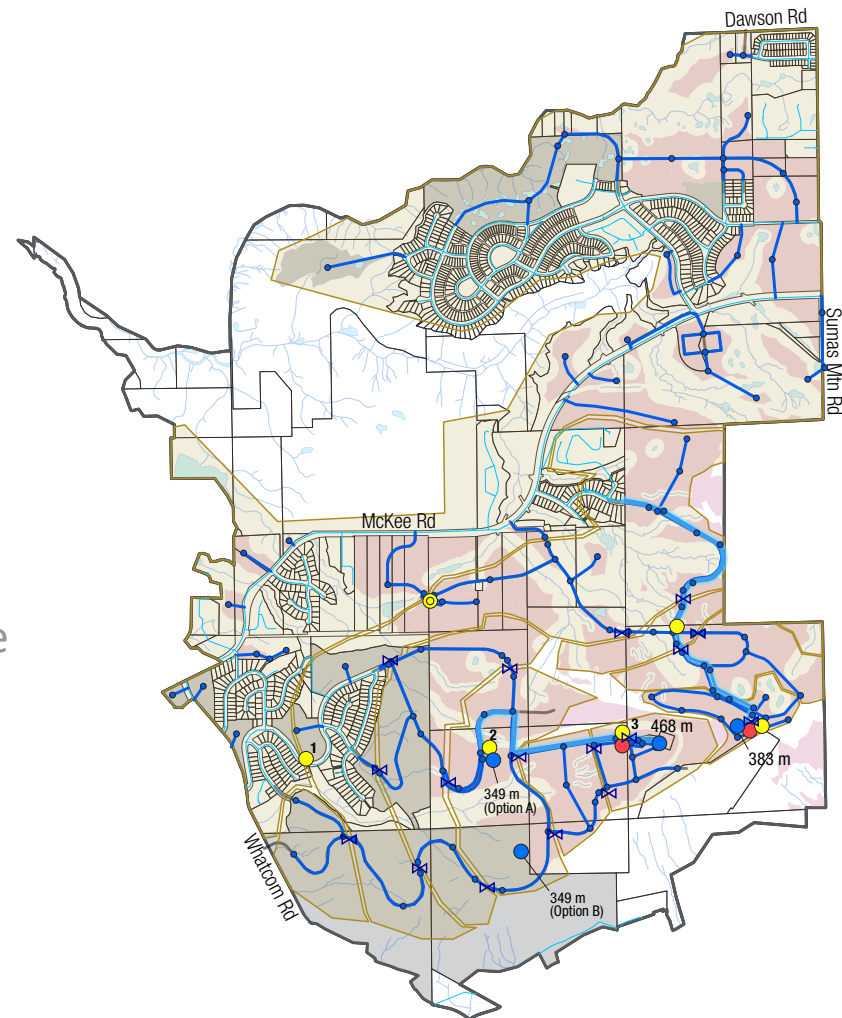 Dawson Rd
Sumas Mtn Rd
McKee Rd
e
1
2
3
468 m
383 m
349 m
(Option A)
349 m
(Option B)
Whatcom Rd